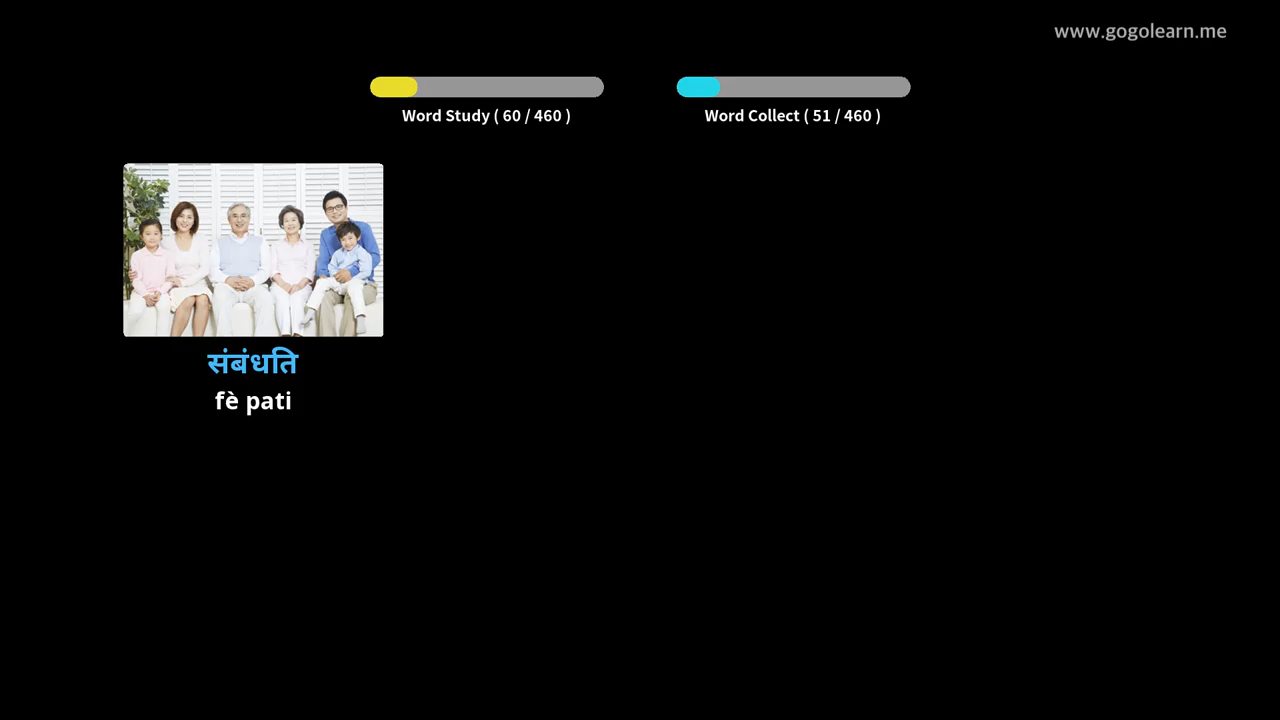 www.gogolearn.me
Word Study ( 60 / 460 )
Word Collect ( 51 / 460 )
संबंधति
fè pati